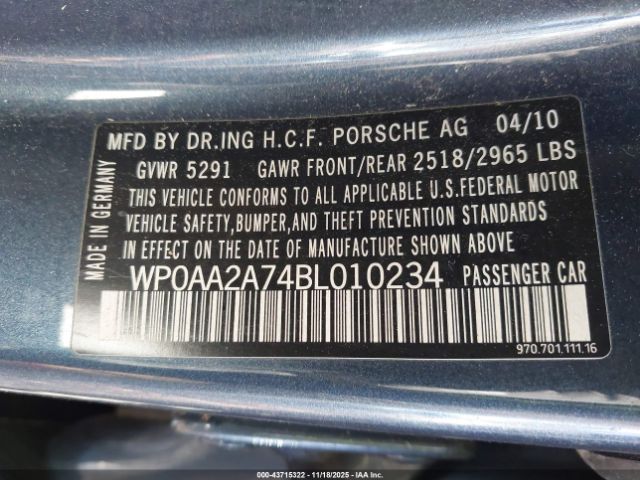 MFD BY DR.ING H.C.F. PORSCHE AG 04/10
GVWR 5291 GAWR FRONT/REAR 2518/2965 LBS
THIS VEHICLE CONFORMS TO ALL APPLICABLE U.S.FEDERAL MOTOR
VEHICLE SAFETY,BUMPER,AND THEFT PREVENTION STANDARDS
IN EFFECT ON THE DATE OF MANUFACTURE SHOWN ABOVE
WP0AA2A74BL010234 PASSENGER CAR
MADE IN GERMANY
970.701.111.16
000-43715322 | 11/18/2025 | IAA Inc.